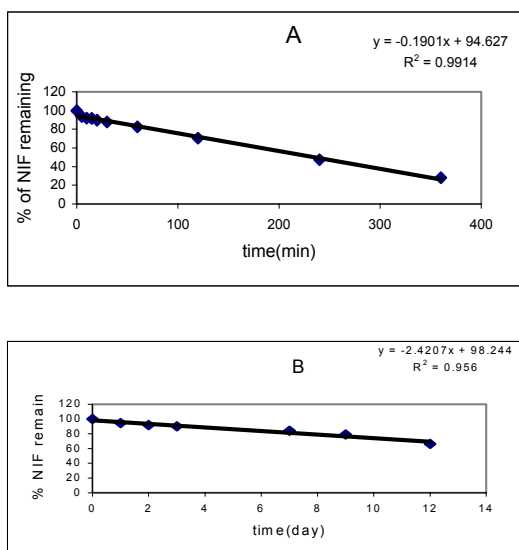 A
y = -0.1901x + 94.627
R² = 0.9914
% of NIF remaining
120
100
80
60
40
20
0
0 100 200 300 400
time(min)
B
y = -2.4207x + 98.244
R² = 0.956
% NIF remain
120
100
80
60
40
20
0
0 2 4 6 8 10 12 14
time(day)